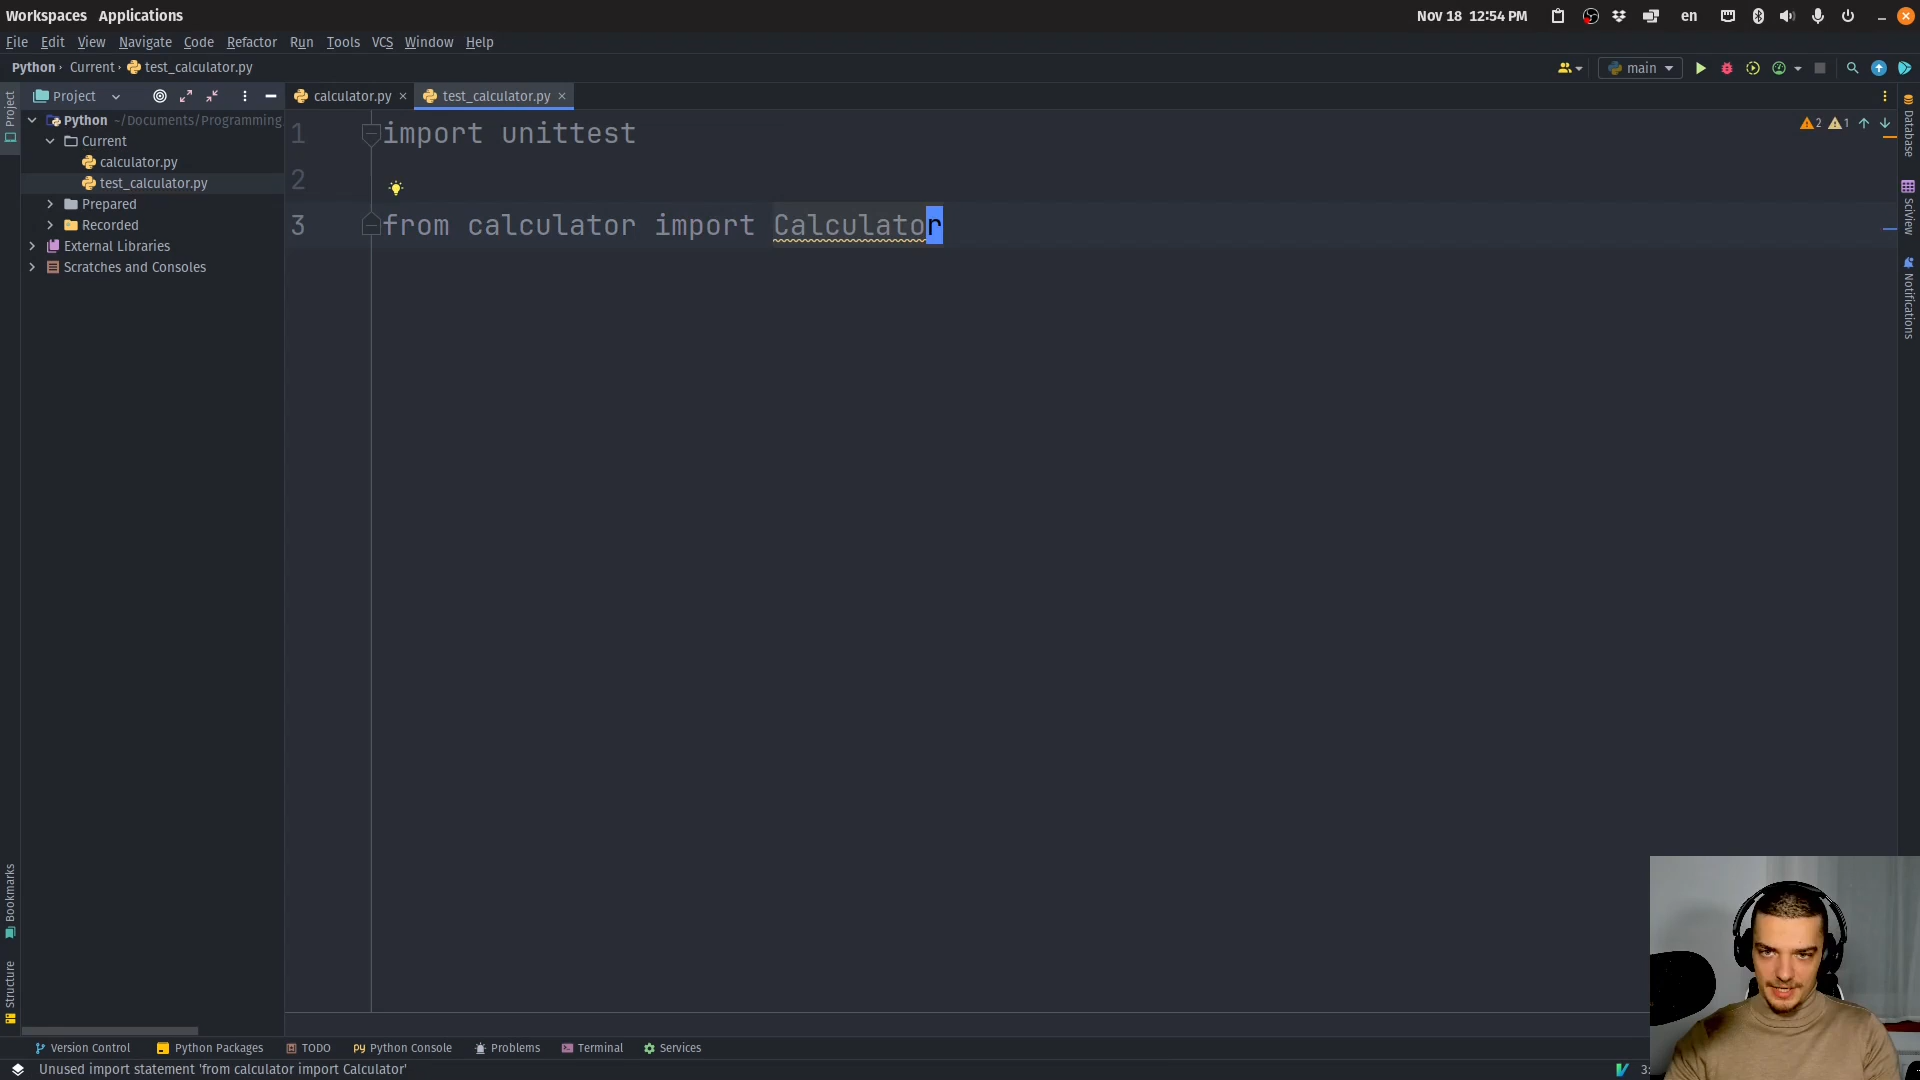 Workspaces Applications Nov 18 12:54 PM en
File Edit View Navigate Code Refactor Run Tools VCS Window Help
Python Current test_calculator.py main
Project calculator.py test_calculator.py
Python ~/Documents/Programming
Current
calculator.py
test_calculator.py
Prepared
Recorded
External Libraries
Scratches and Consoles
1 import unittest
2
3 from calculator import Calculator
2 1
Project
Bookmarks
Structure
Database
SciView
Notifications
Version Control Python Packages TODO Python Console Problems Terminal Services
Unused import statement 'from calculator import Calculator'